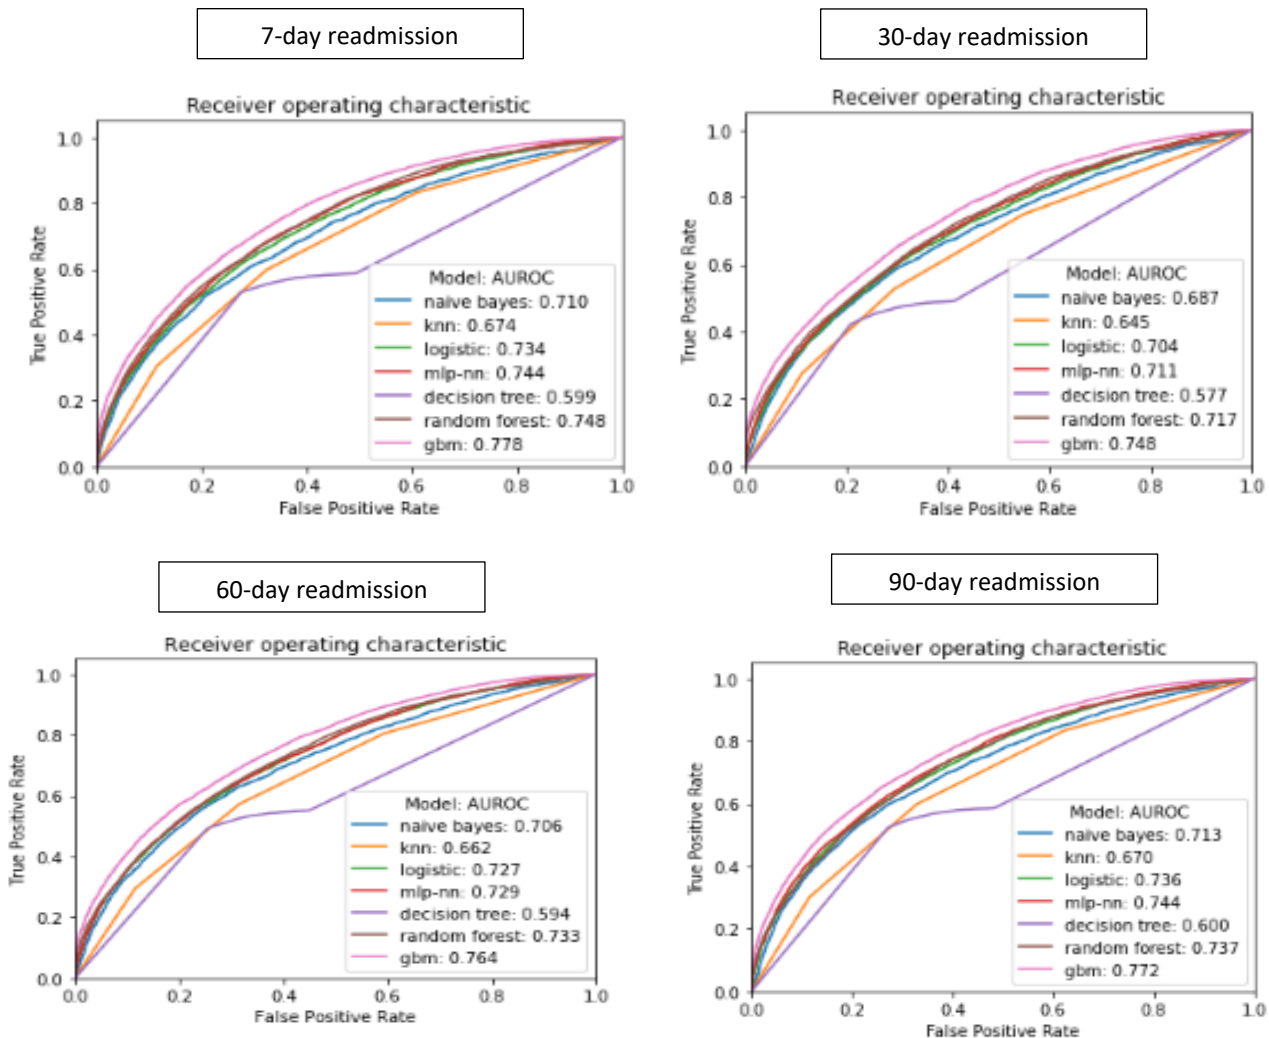 7-day readmission
Receiver operating characteristic
1.0
0.8
0.6
0.4
0.2
0.0
True Positive Rate
Model: AUROC
naive bayes: 0.710
knn: 0.674
logistic: 0.734
mlp-nn: 0.744
decision tree: 0.599
random forest: 0.748
gbm: 0.778
0.0 0.2 0.4 0.6 0.8 1.0
False Positive Rate
30-day readmission
Receiver operating characteristic
1.0
0.8
0.6
0.4
0.2
0.0
True Positive Rate
Model: AUROC
naive bayes: 0.687
knn: 0.645
logistic: 0.704
mlp-nn: 0.711
decision tree: 0.577
random forest: 0.717
gbm: 0.748
0.0 0.2 0.4 0.6 0.8 1.0
False Positive Rate
60-day readmission
Receiver operating characteristic
1.0
0.8
0.6
0.4
0.2
0.0
True Positive Rate
Model: AUROC
naive bayes: 0.706
knn: 0.662
logistic: 0.727
mlp-nn: 0.729
decision tree: 0.594
random forest: 0.733
gbm: 0.764
0.0 0.2 0.4 0.6 0.8 1.0
False Positive Rate
90-day readmission
Receiver operating characteristic
1.0
0.8
0.6
0.4
0.2
0.0
True Positive Rate
Model: AUROC
naive bayes: 0.713
knn: 0.670
logistic: 0.736
mlp-nn: 0.744
decision tree: 0.600
random forest: 0.737
gbm: 0.772
0.0 0.2 0.4 0.6 0.8 1.0
False Positive Rate